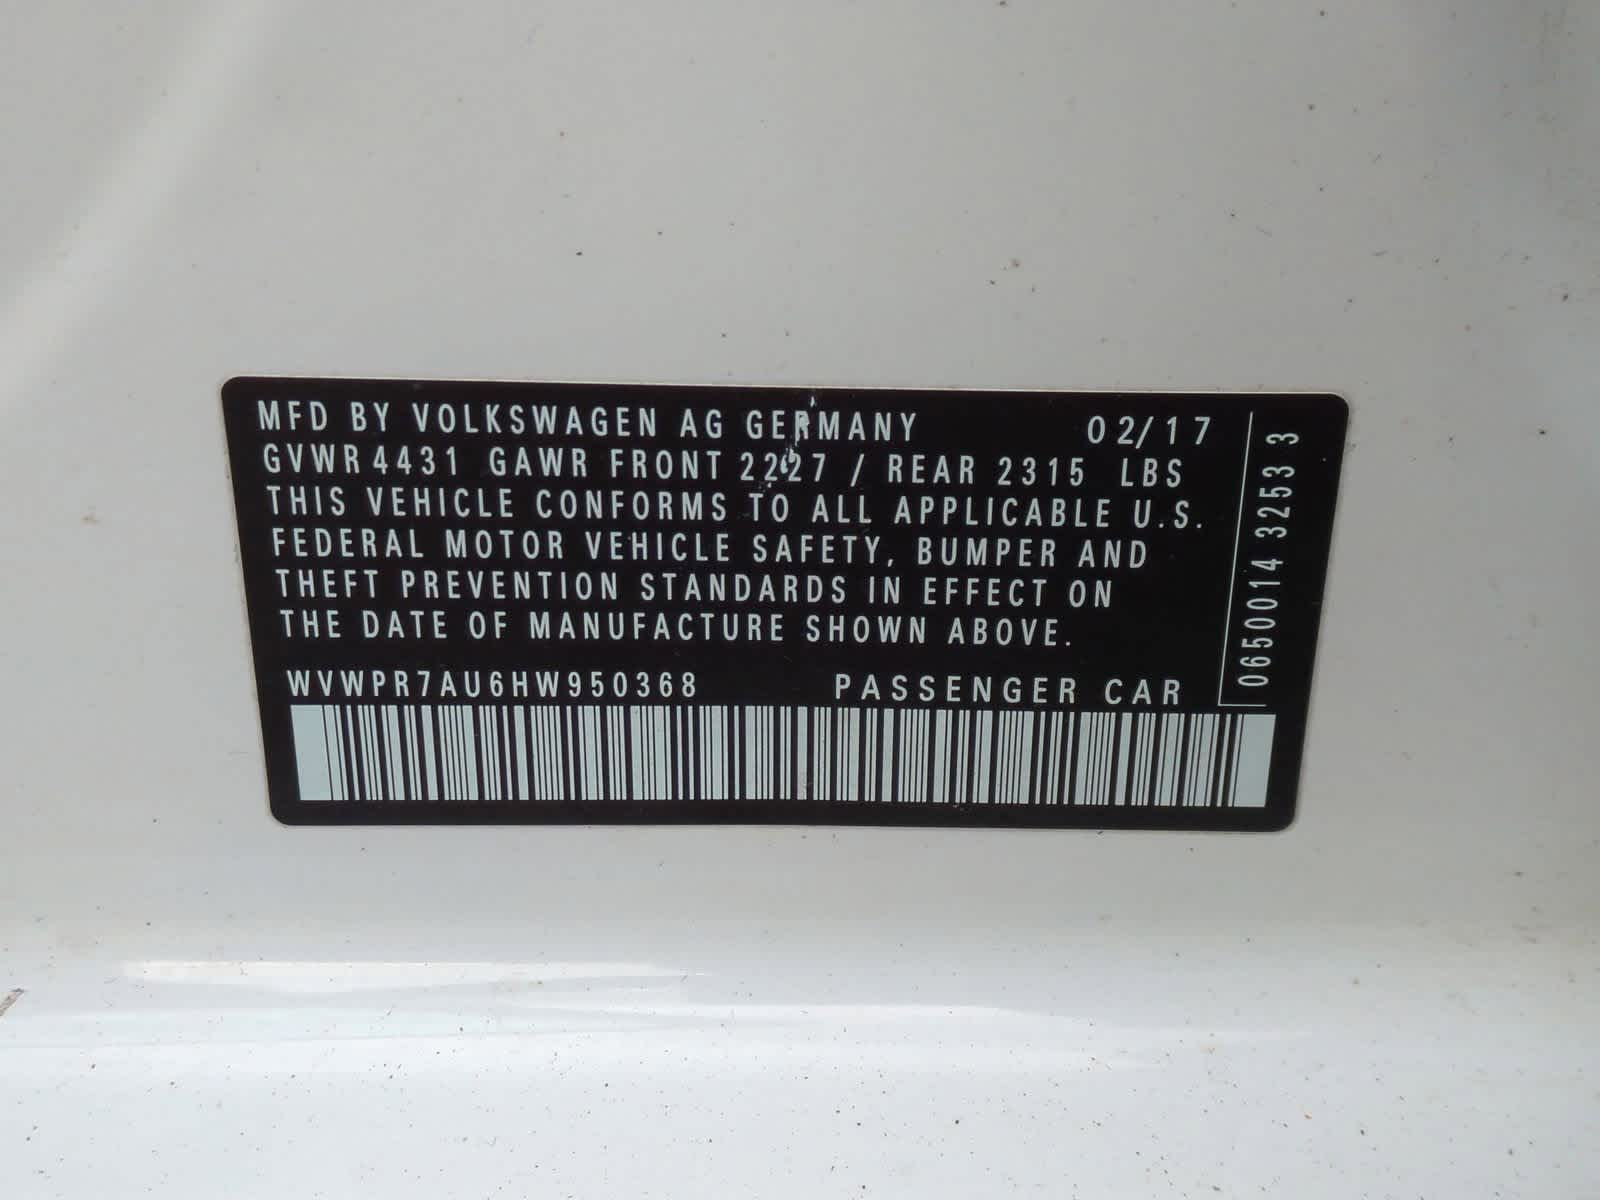 MFD BY VOLKSWAGEN AG GERMANY 02/17
GVWR 4431 GAWR FRONT 2227 / REAR 2315 LBS
THIS VEHICLE CONFORMS TO ALL APPLICABLE U.S.
FEDERAL MOTOR VEHICLE SAFETY, BUMPER AND
THEFT PREVENTION STANDARDS IN EFFECT ON
THE DATE OF MANUFACTURE SHOWN ABOVE.
WVWPR7AU6HW950368 PASSENGER CAR
0650014 32533